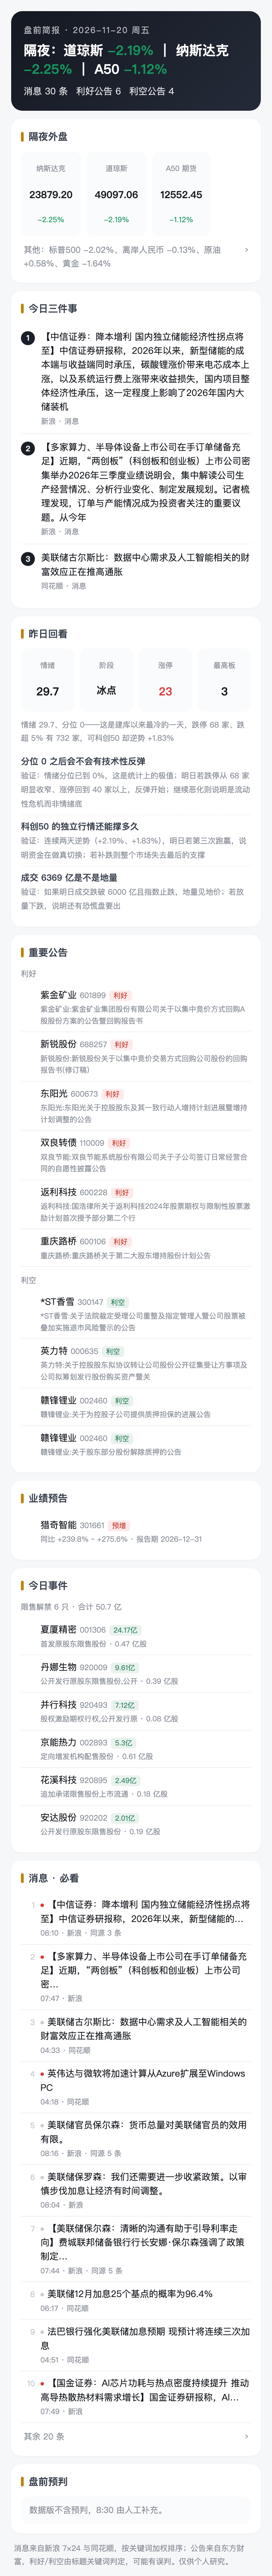 盘前简报 · 2026-11-20 周五
隔夜：道琼斯 −2.19% ｜ 纳斯达克
−2.25% ｜ A50 −1.12%
消息 30 条 利好公告 6 利空公告 4
隔夜外盘
纳斯达克
道琼斯
A50 期货
23879.20
49097.06
12552.45
−2.25%
−2.19%
−1.12%
其他：标普500 −2.02%、离岸人民币 −0.13%、原油
+0.58%、黄金 −1.64%
›
今日三件事
1
【中信证券：降本增利 国内独立储能经济性拐点将
至】中信证券研报称，2026年以来，新型储能的成
本端与收益端同时承压，碳酸锂涨价带来电芯成本上
涨，以及系统运行费上涨带来收益损失，国内项目整
体经济性承压，这一定程度上影响了2026年国内大
储装机
新浪 · 消息
2
【多家算力、半导体设备上市公司在手订单储备充
足】近期，“两创板”（科创板和创业板）上市公司密
集举办2026年三季度业绩说明会，集中解读公司生
产经营情况、分析行业变化、制定发展规划。记者梳
理发现，订单与产能情况成为投资者关注的重要议
题。从今年
新浪 · 消息
3
美联储古尔斯比：数据中心需求及人工智能相关的财
富效应正在推高通胀
同花顺 · 消息
昨日回看
情绪
阶段
涨停
最高板
29.7
冰点
23
3
情绪 29.7、分位 0——这是建库以来最冷的一天，跌停 68 家、跌
超 5% 有 732 家，可科创50 却逆势 +1.83%
分位 0 之后会不会有技术性反弹
验证：情绪分位已到 0%，这是统计上的极值；明日若跌停从 68 家
明显收窄、涨停回到 40 家以上，反弹开始；继续恶化则说明是流动
性危机而非情绪底
科创50 的独立行情还能撑多久
验证：连续两天逆势（+2.19%、+1.83%），明日若第三次跑赢，说
明资金在做真切换；若补跌则整个市场失去最后的支撑
成交 6369 亿是不是地量
验证：如果明日成交跌破 6000 亿且指数止跌，地量见地价；若放
量下跌，说明还有恐慌盘要出
重要公告
利好
紫金矿业 601899 利好
紫金矿业:紫金矿业集团股份有限公司关于以集中竞价方式回购A
股股份方案的公告暨回购报告书
新锐股份 688257 利好
新锐股份:新锐股份关于以集中竞价交易方式回购公司股份的回购
报告书(修订稿)
东阳光 600673 利好
东阳光:东阳光关于控股股东及其一致行动人增持计划进展暨增持
计划调整的公告
双良转债 110009 利好
双良节能:双良节能系统股份有限公司关于子公司签订日常经营合
同的自愿性披露公告
返利科技 600228 利好
返利科技:国浩律所关于返利科技2024年股票期权与限制性股票激
励计划首次授予部分第二个行
重庆路桥 600106 利好
重庆路桥:重庆路桥关于第二大股东增持股份计划公告
利空
*ST香雪 300147 利空
*ST香雪:关于法院裁定受理公司重整及指定管理人暨公司股票被
叠加实施退市风险警示的公告
英力特 000635 利空
英力特:关于控股股东拟协议转让公司股份公开征集受让方事项及
公司拟筹划发行股份购买资产暨关
赣锋锂业 002460 利空
赣锋锂业:关于为控股子公司提供质押担保的进展公告
赣锋锂业 002460 利空
赣锋锂业:关于股东部分股份解除质押的公告
业绩预告
猎奇智能 301661 预增
同比 +239.8% ~ +275.6% · 报告期 2026-12-31
今日事件
限售解禁 6 只 · 合计 50.7 亿
夏厦精密 001306 24.17亿
首发原股东限售股份 · 0.47 亿股
丹娜生物 920009 9.61亿
公开发行原股东限售股份,公开 · 0.39 亿股
并行科技 920493 7.12亿
股权激励期权行权,公开发行原 · 0.08 亿股
京能热力 002893 5.3亿
定向增发机构配售股份 · 0.61 亿股
花溪科技 920895 2.49亿
追加承诺限售股份上市流通 · 0.18 亿股
安达股份 920202 2.01亿
公开发行原股东限售股份 · 0.19 亿股
消息 · 必看
1 【中信证券：降本增利 国内独立储能经济性拐点将
至】中信证券研报称，2026年以来，新型储能的...
08:10 · 新浪 · 同源 3 条
2 【多家算力、半导体设备上市公司在手订单储备充
足】近期，“两创板”（科创板和创业板）上市公司
密...
07:47 · 新浪
3 美联储古尔斯比：数据中心需求及人工智能相关的
财富效应正在推高通胀
04:33 · 同花顺
4 英伟达与微软将加速计算从Azure扩展至Windows
PC
04:18 · 同花顺
5 美联储官员保尔森：货币总量对美联储官员的效用
有限。
08:16 · 新浪 · 同源 5 条
6 美联储保罗森：我们还需要进一步收紧政策。以审
慎步伐加息让经济有时间调整。
08:04 · 新浪
7 【美联储保尔森：清晰的沟通有助于引导利率走
向】费城联邦储备银行行长安娜·保尔森强调了政策
制定...
07:44 · 新浪 · 同源 5 条
8 美联储12月加息25个基点的概率为96.4%
06:17 · 同花顺
9 法巴银行强化美联储加息预期 现预计将连续三次加
息
04:51 · 同花顺
10 【国金证券：AI芯片功耗与热点密度持续提升 推动
高导热散热材料需求增长】国金证券研报称，AI...
07:49 · 新浪
其余 20 条
›
盘前预判
数据版不含预判，8:30 由人工补充。
消息来自新浪 7×24 与同花顺，按关键词加权排序；公告来自东方财
富，利好/利空由标题关键词判定，可能有误判。仅供个人研究。